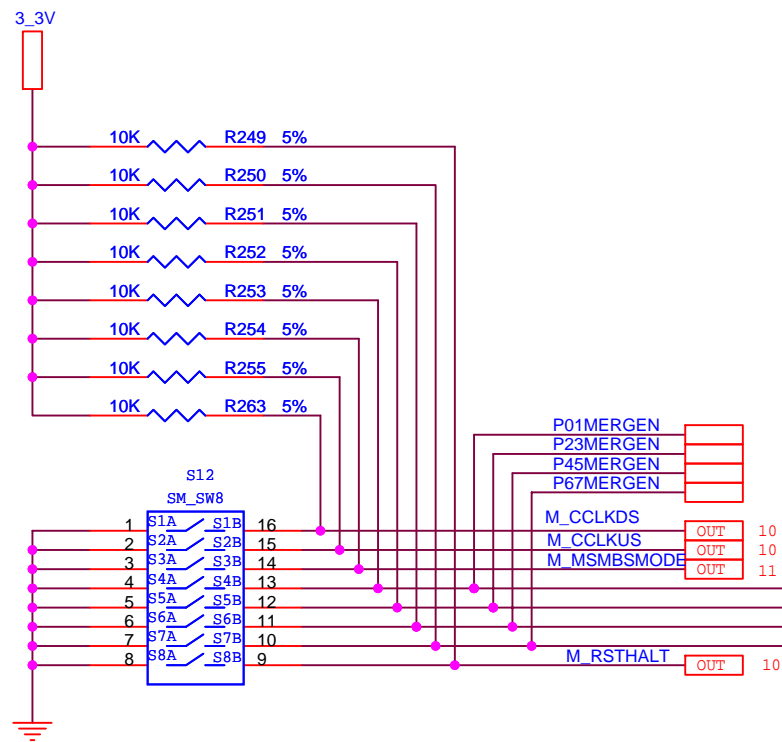 3_3V
10K R249 5%
10K R250 5%
10K R251 5%
10K R252 5%
10K R253 5%
10K R254 5%
10K R255 5%
10K R263 5%
P01MERGEN
P23MERGEN
P45MERGEN
P67MERGEN
S12
SM_SW8
1 S1A S1B 16 M_CCLKDS OUT 10
2 S2A S2B 15 M_CCLKUS OUT 10
3 S3A S3B 14 M_MSMBSMODE OUT 11
4 S4A S4B 13
5 S5A S5B 12
6 S6A S6B 11
7 S7A S7B 10
8 S8A S8B 9 M_RSTHALT OUT 10